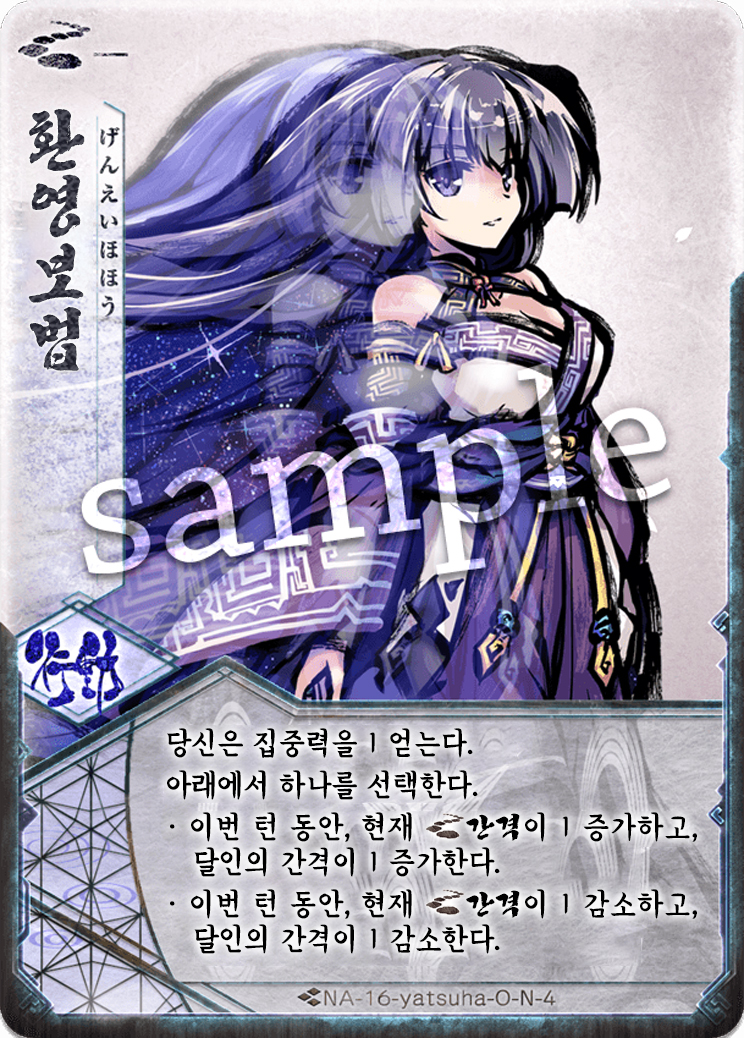 환영보법
げんえいほほう
sample
行動
당신은 집중력을 1 얻는다.
아래에서 하나를 선택한다.
· 이번 턴 동안, 현재 간격이 1 증가하고,
달인의 간격이 1 증가한다.
· 이번 턴 동안, 현재 간격이 1 감소하고,
달인의 간격이 1 감소한다.
NA-16-yatsuha-O-N-4